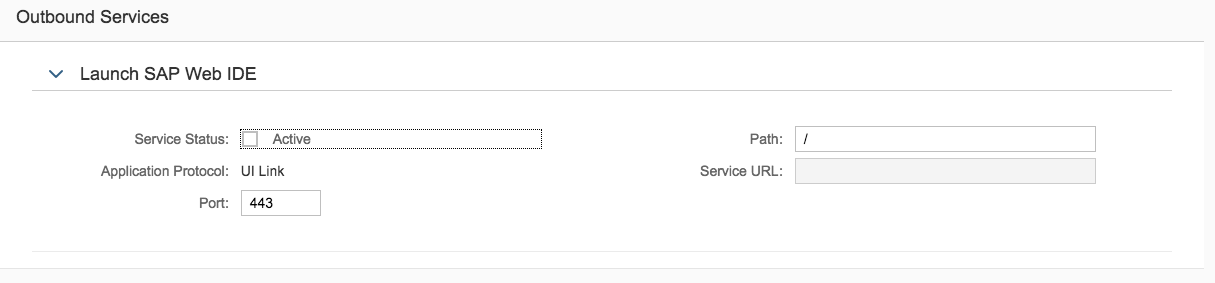 Outbound Services
Launch SAP Web IDE
Service Status: Active
Path: /
Application Protocol: UI Link
Service URL:
Port: 443